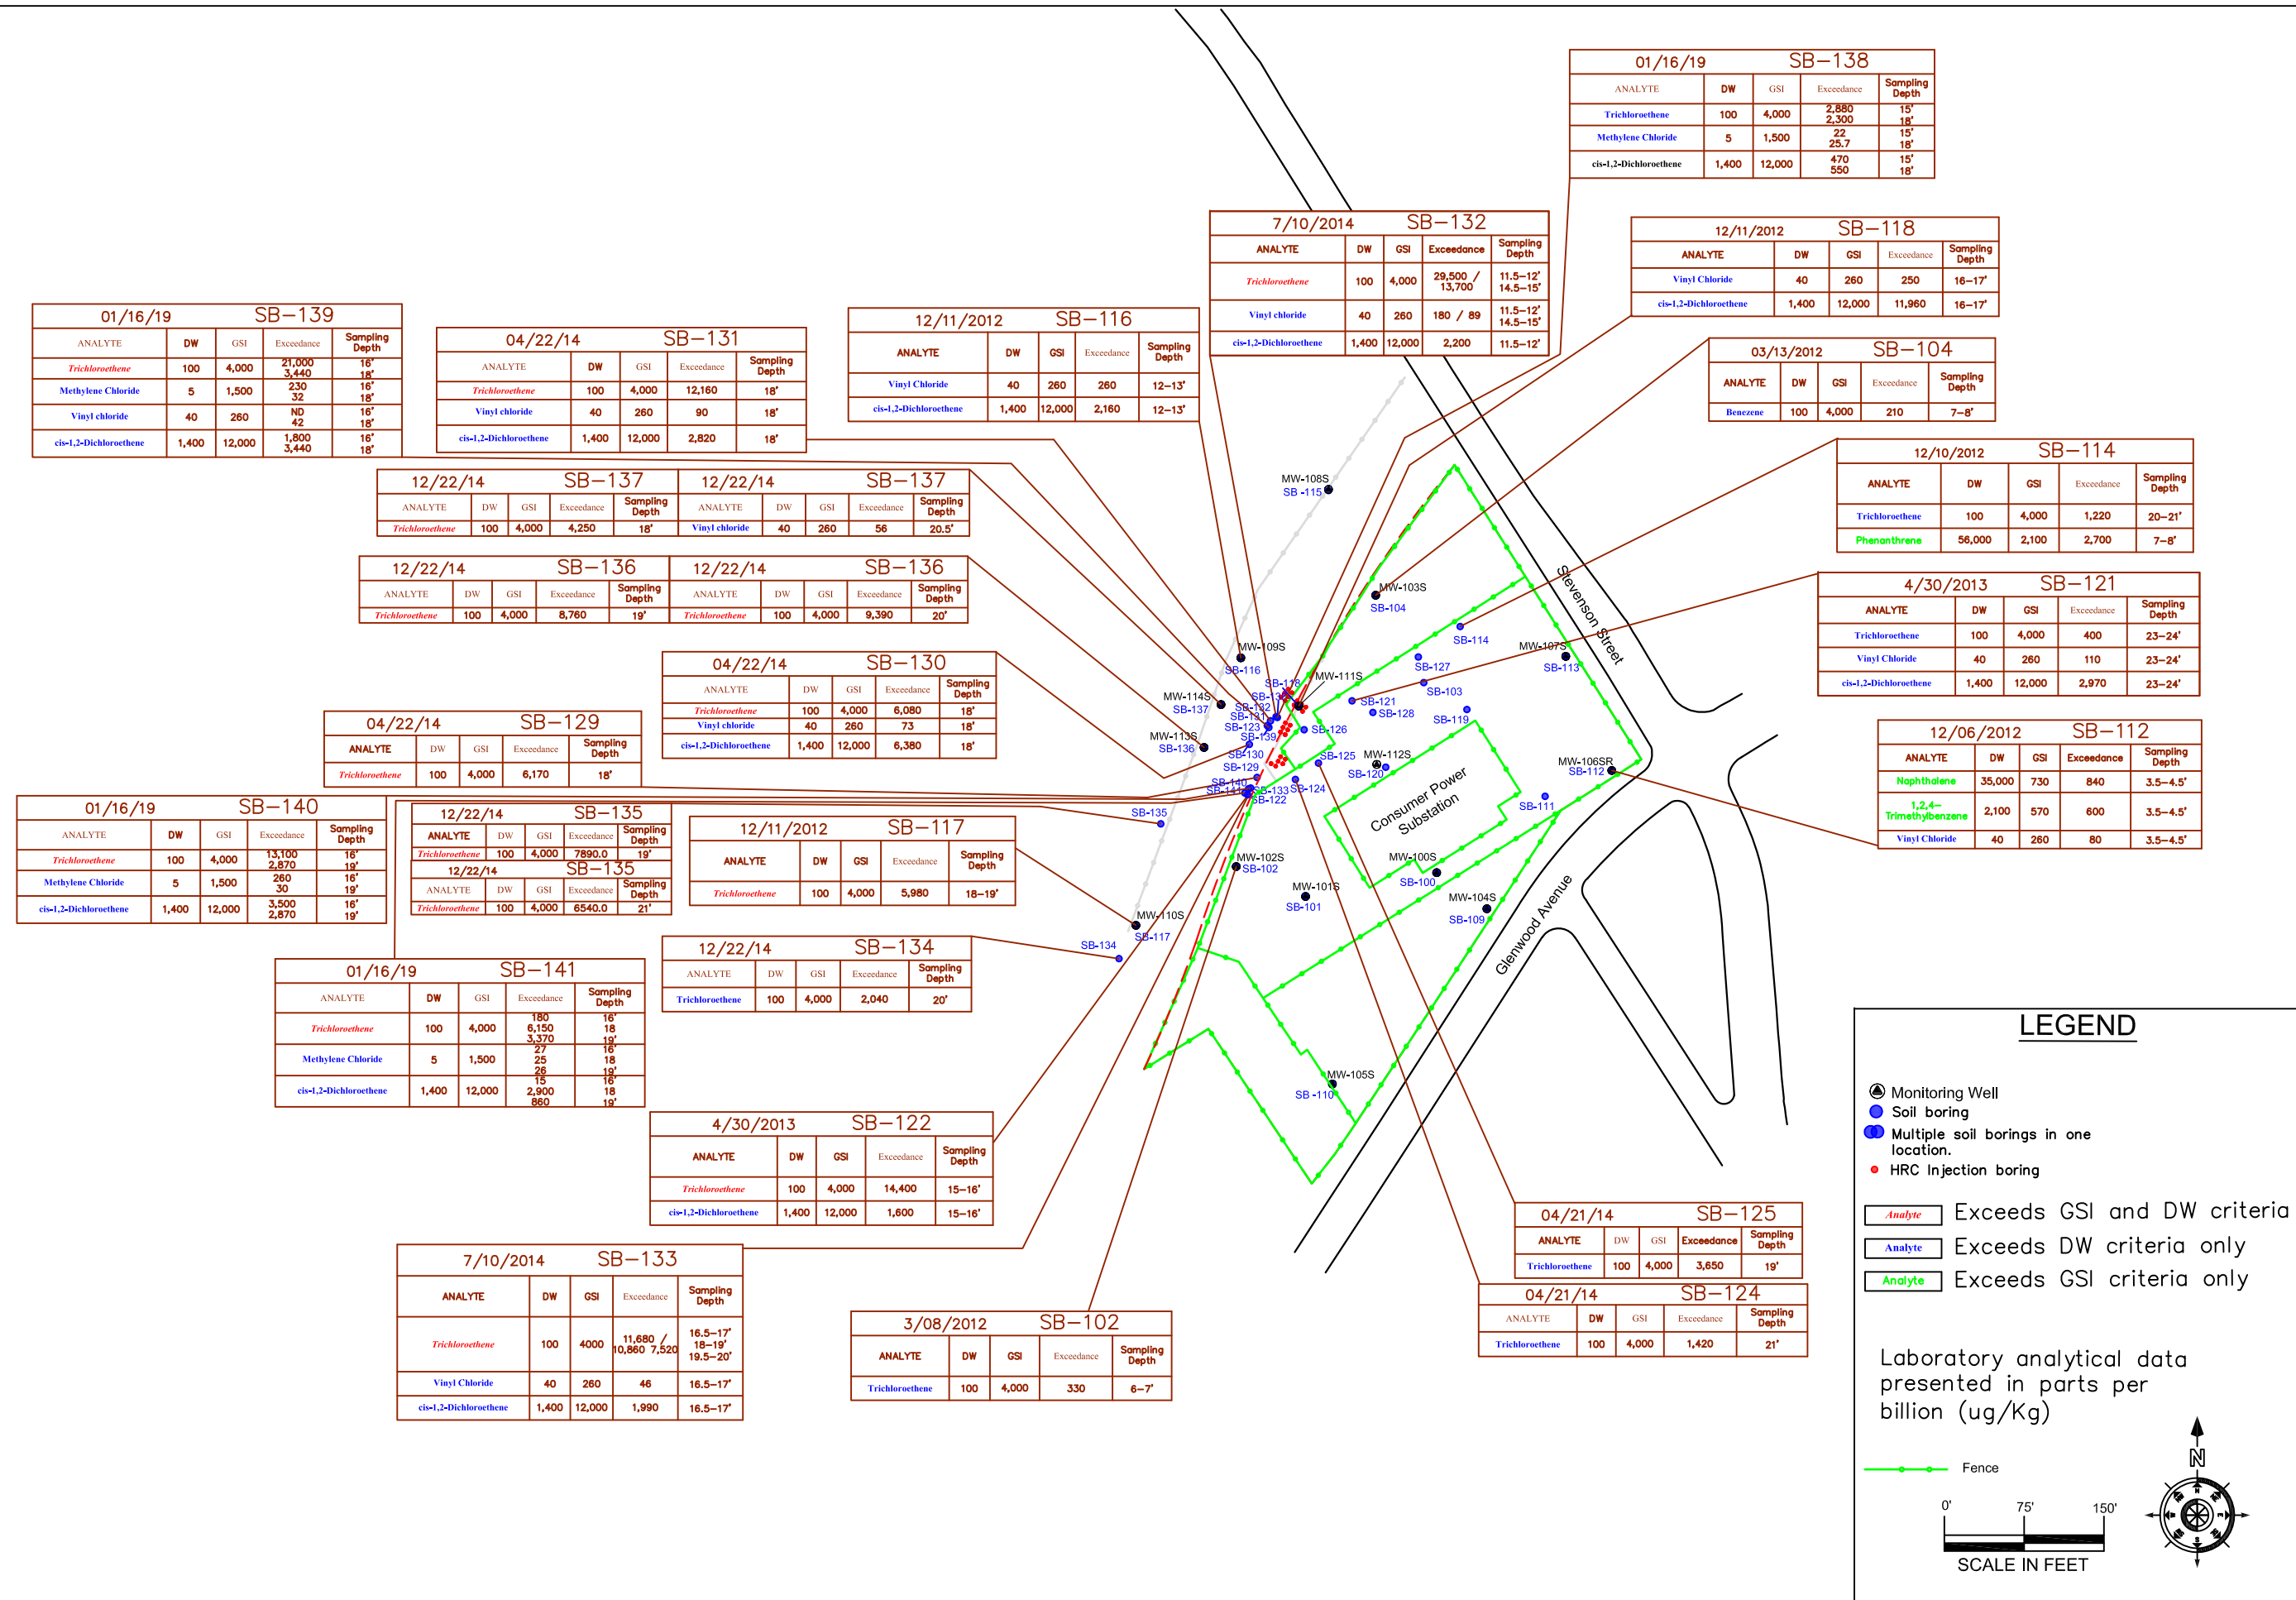 01/16/19 SB-138
ANALYTE DW GSI Exceedance Sampling Depth
Trichloroethene 100 4,000 2,880 15'
2,300 18'
Methylene Chloride 5 1,500 22 15'
25.7 18'
cis-1,2-Dichloroethene 1,400 12,000 470 15'
550 18'
7/10/2014 SB-132
ANALYTE DW GSI Exceedance Sampling Depth
Trichloroethene 100 4,000 29,500 / 11.5-12'
13,700 14.5-15'
Vinyl chloride 40 260 180 / 89 11.5-12'
14.5-15'
cis-1,2-Dichloroethene 1,400 12,000 2,200 11.5-12'
12/11/2012 SB-118
ANALYTE DW GSI Exceedance Sampling Depth
Vinyl Chloride 40 260 250 16-17'
cis-1,2-Dichloroethene 1,400 12,000 11,960 16-17'
01/16/19 SB-139
ANALYTE DW GSI Exceedance Sampling Depth
Trichloroethene 100 4,000 21,000 16'
3,440 18'
Methylene Chloride 5 1,500 230 16'
32 18'
Vinyl chloride 40 260 ND 16'
42 18'
cis-1,2-Dichloroethene 1,400 12,000 1,800 16'
3,440 18'
04/22/14 SB-131
ANALYTE DW GSI Exceedance Sampling Depth
Trichloroethene 100 4,000 12,160 18'
Vinyl chloride 40 260 90 18'
cis-1,2-Dichloroethene 1,400 12,000 2,820 18'
12/11/2012 SB-116
ANALYTE DW GSI Exceedance Sampling Depth
Vinyl Chloride 40 260 260 12-13'
cis-1,2-Dichloroethene 1,400 12,000 2,160 12-13'
03/13/2012 SB-104
ANALYTE DW GSI Exceedance Sampling Depth
Benezene 100 4,000 210 7-8'
12/10/2012 SB-114
ANALYTE DW GSI Exceedance Sampling Depth
Trichloroethene 100 4,000 1,220 20-21'
Phenanthrene 56,000 2,100 2,700 7-8'
12/22/14 SB-137 12/22/14 SB-137
ANALYTE DW GSI Exceedance Sampling Depth ANALYTE DW GSI Exceedance Sampling Depth
Trichloroethene 100 4,000 4,250 18' Vinyl chloride 40 260 56 20.5'
12/22/14 SB-136 12/22/14 SB-136
ANALYTE DW GSI Exceedance Sampling Depth ANALYTE DW GSI Exceedance Sampling Depth
Trichloroethene 100 4,000 8,760 19' Trichloroethene 100 4,000 9,390 20'
4/30/2013 SB-121
ANALYTE DW GSI Exceedance Sampling Depth
Trichloroethene 100 4,000 400 23-24'
Vinyl Chloride 40 260 110 23-24'
cis-1,2-Dichloroethene 1,400 12,000 2,970 23-24'
04/22/14 SB-130
ANALYTE DW GSI Exceedance Sampling Depth
Trichloroethene 100 4,000 6,080 18'
Vinyl chloride 40 260 73 18'
cis-1,2-Dichloroethene 1,400 12,000 6,380 18'
04/22/14 SB-129
ANALYTE DW GSI Exceedance Sampling Depth
Trichloroethene 100 4,000 6,170 18'
12/06/2012 SB-112
ANALYTE DW GSI Exceedance Sampling Depth
Naphthalene 35,000 730 840 3.5-4.5'
1,2,4-
Trimethylbenzene 2,100 570 600 3.5-4.5'
Vinyl Chloride 40 260 80 3.5-4.5'
01/16/19 SB-140
ANALYTE DW GSI Exceedance Sampling Depth
Trichloroethene 100 4,000 13,100 16'
2,870 19'
Methylene Chloride 5 1,500 260 16'
30 19'
cis-1,2-Dichloroethene 1,400 12,000 3,500 16'
2,870 19'
12/22/14 SB-135
ANALYTE DW GSI Exceedance Sampling Depth
Trichloroethene 100 4,000 7890.0 19'
12/22/14 SB-135
ANALYTE DW GSI Exceedance Sampling Depth
Trichloroethene 100 4,000 6540.0 21'
12/11/2012 SB-117
ANALYTE DW GSI Exceedance Sampling Depth
Trichloroethene 100 4,000 5,980 18-19'
12/22/14 SB-134
ANALYTE DW GSI Exceedance Sampling Depth
Trichloroethene 100 4,000 2,040 20'
01/16/19 SB-141
ANALYTE DW GSI Exceedance Sampling Depth
Trichloroethene 100 4,000 180 16'
6,150 18
3,370 19'
Methylene Chloride 5 1,500 27 16'
25 18
26 19'
cis-1,2-Dichloroethene 1,400 12,000 15 16'
2,900 18
860 19'
4/30/2013 SB-122
ANALYTE DW GSI Exceedance Sampling Depth
Trichloroethene 100 4,000 14,400 15-16'
cis-1,2-Dichloroethene 1,400 12,000 1,600 15-16'
7/10/2014 SB-133
ANALYTE DW GSI Exceedance Sampling Depth
Trichloroethene 100 4000 11,680 / 16.5-17'
10,860 7,520 18-19'
19.5-20'
Vinyl Chloride 40 260 46 16.5-17'
cis-1,2-Dichloroethene 1,400 12,000 1,990 16.5-17'
3/08/2012 SB-102
ANALYTE DW GSI Exceedance Sampling Depth
Trichloroethene 100 4,000 330 6-7'
04/21/14 SB-125
ANALYTE DW GSI Exceedance Sampling Depth
Trichloroethene 100 4,000 3,650 19'
04/21/14 SB-124
ANALYTE DW GSI Exceedance Sampling Depth
Trichloroethene 100 4,000 1,420 21'
MW-108S
SB -115
MW-103S
SB-104
SB-114
Stevenson Street
MW-109S
SB-116
SB-127
MW-107S
SB-113
SB-103
MW-111S
SB-118
MW-114S
SB-137
SB-132
SB-131
SB-123
SB-139
SB-121
SB-128
SB-119
SB-126
MW-113S
SB-136
SB-130
SB-125
MW-112S
SB-120
SB-129
SB-140
SB-141
SB-133
SB-122
SB-124
MW-106SR
SB-112
SB-111
Consumer Power
Substation
SB-135
MW-102S
SB-102
MW-100S
SB-100
MW-101S
SB-101
MW-104S
SB-109
MW-110S
SB-117
SB-134
Glenwood Avenue
MW-105S
SB -110
LEGEND
Monitoring Well
Soil boring
Multiple soil borings in one
location.
HRC Injection boring
Analyte Exceeds GSI and DW criteria
Analyte Exceeds DW criteria only
Analyte Exceeds GSI criteria only
Laboratory analytical data
presented in parts per
billion (ug/Kg)
Fence
N
0' 75' 150'
SCALE IN FEET